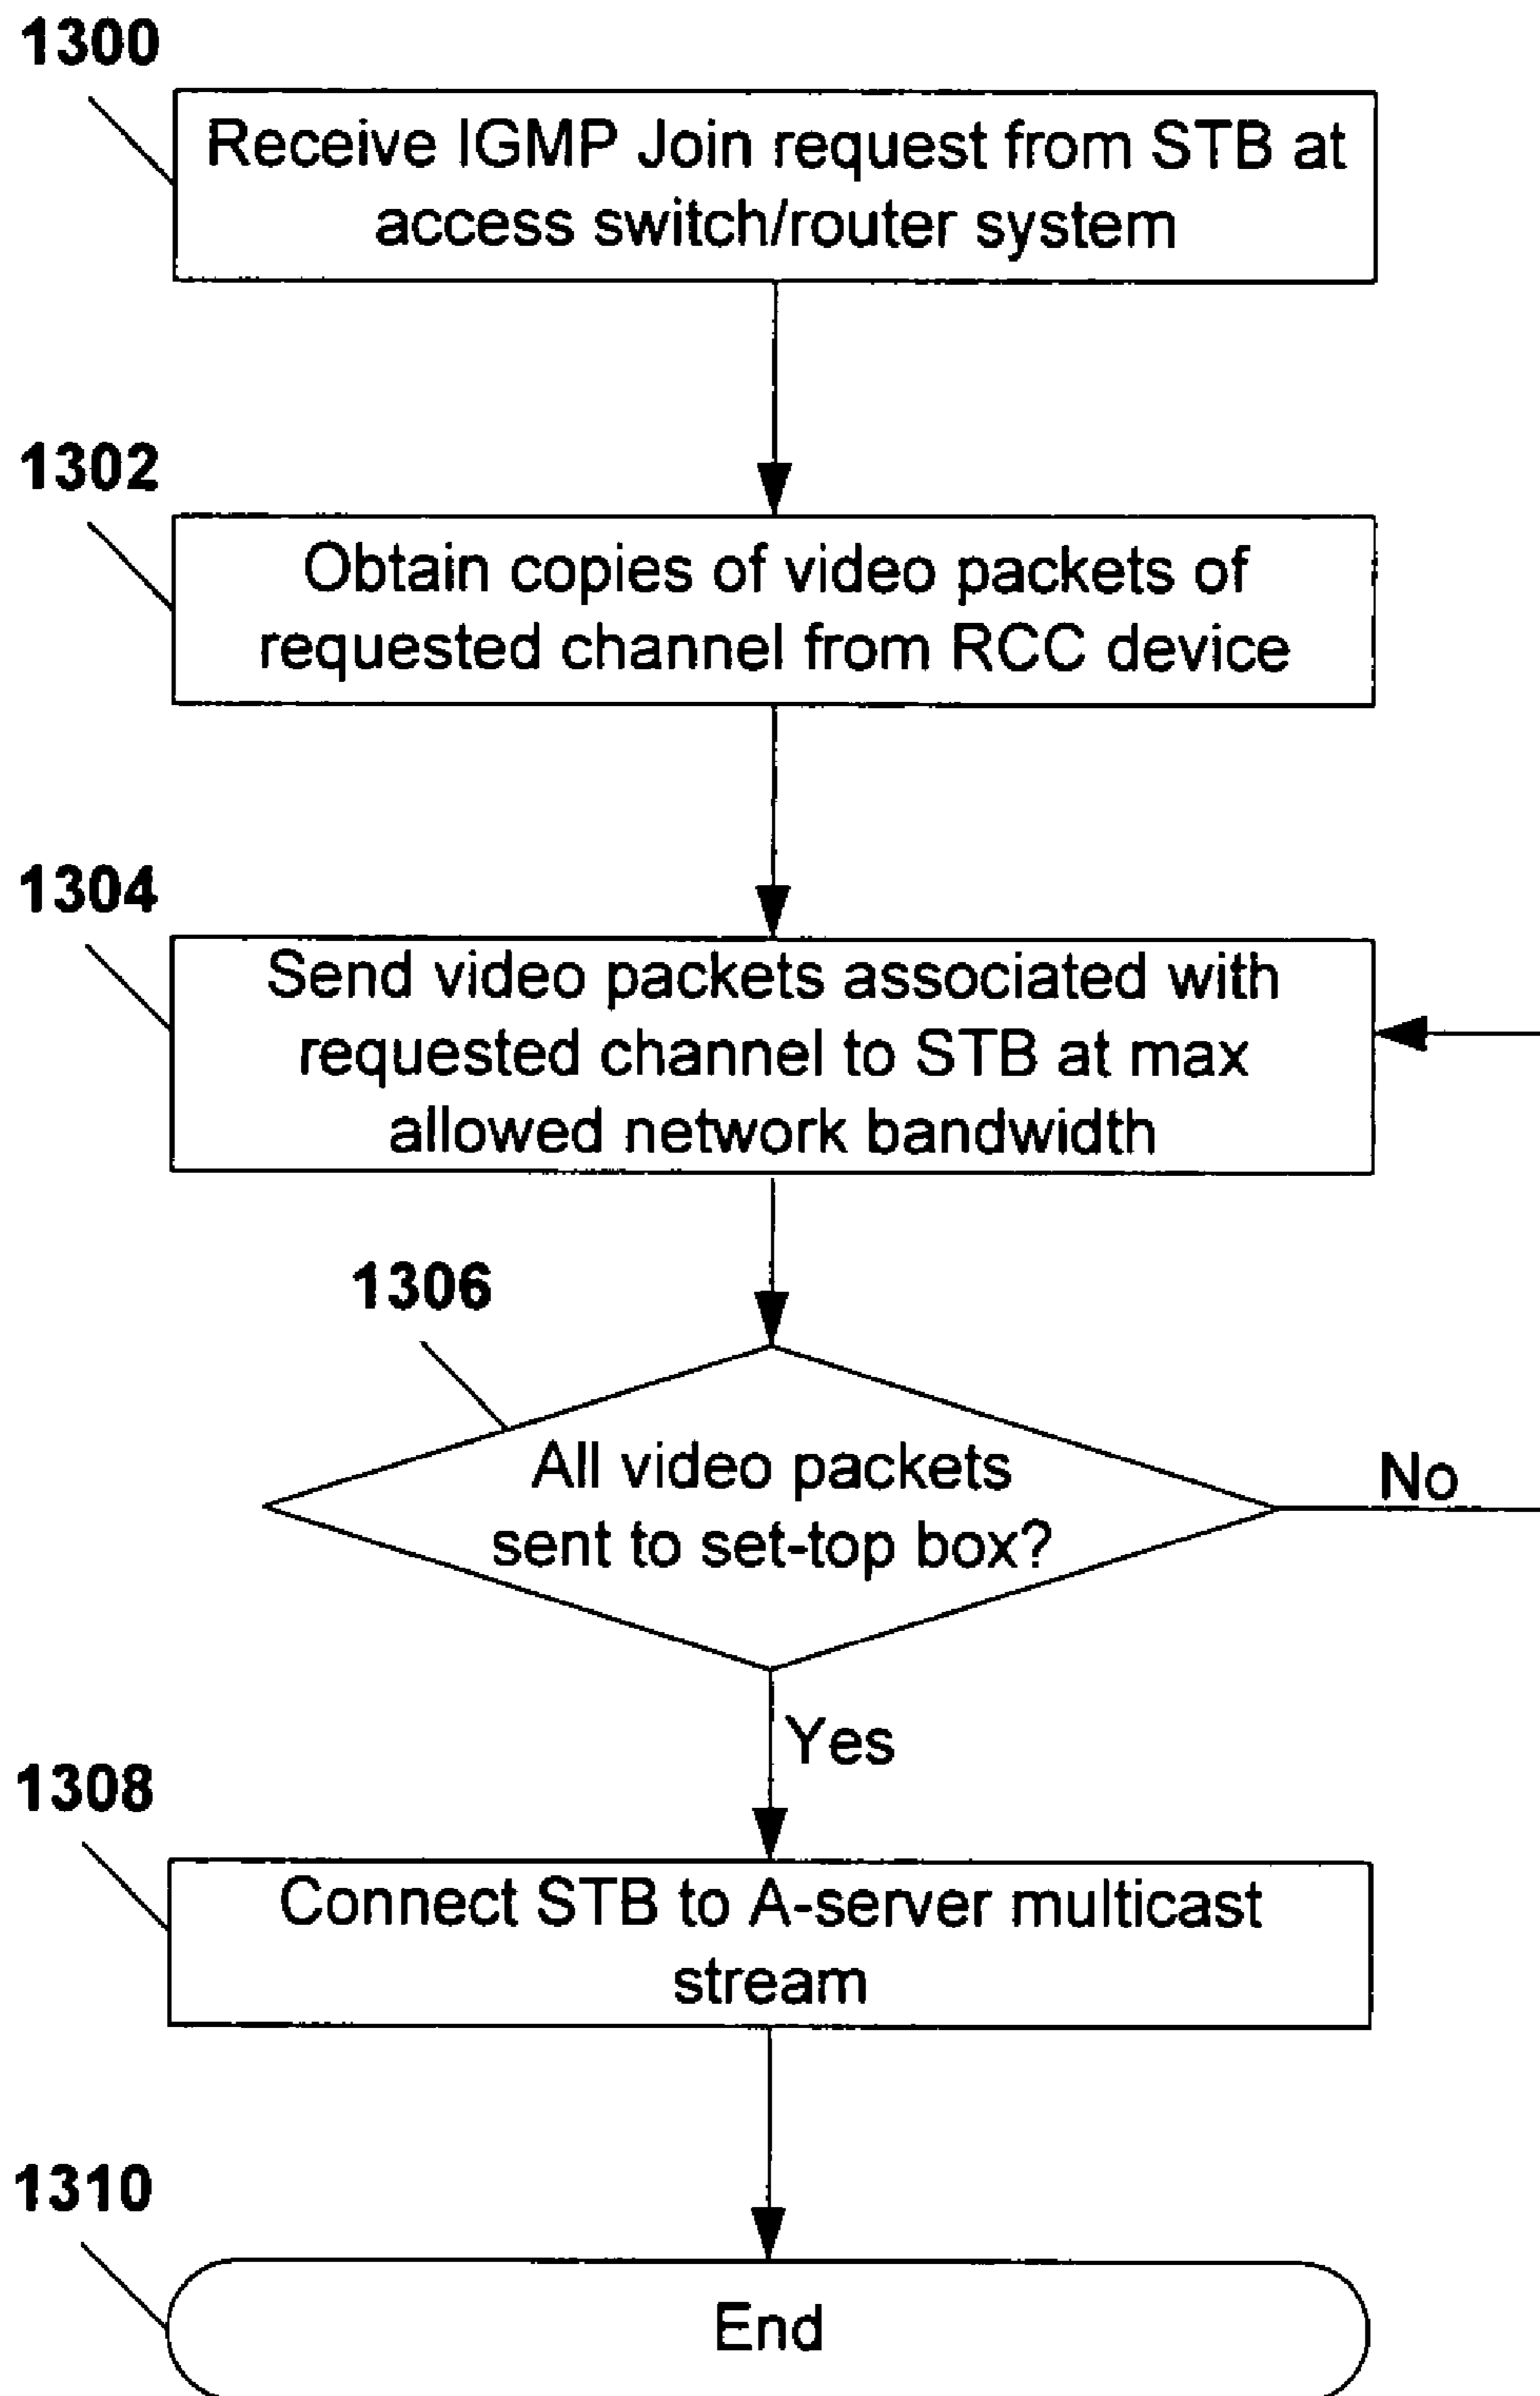 1300
Receive IGMP Join request from STB at
access switch/router system
1302
Obtain copies of video packets of
requested channel from RCC device
1304
Send video packets associated with
requested channel to STB at max
allowed network bandwidth
1306
All video packets
sent to set-top box?
No
Yes
1308
Connect STB to A-server multicast
stream
1310
End